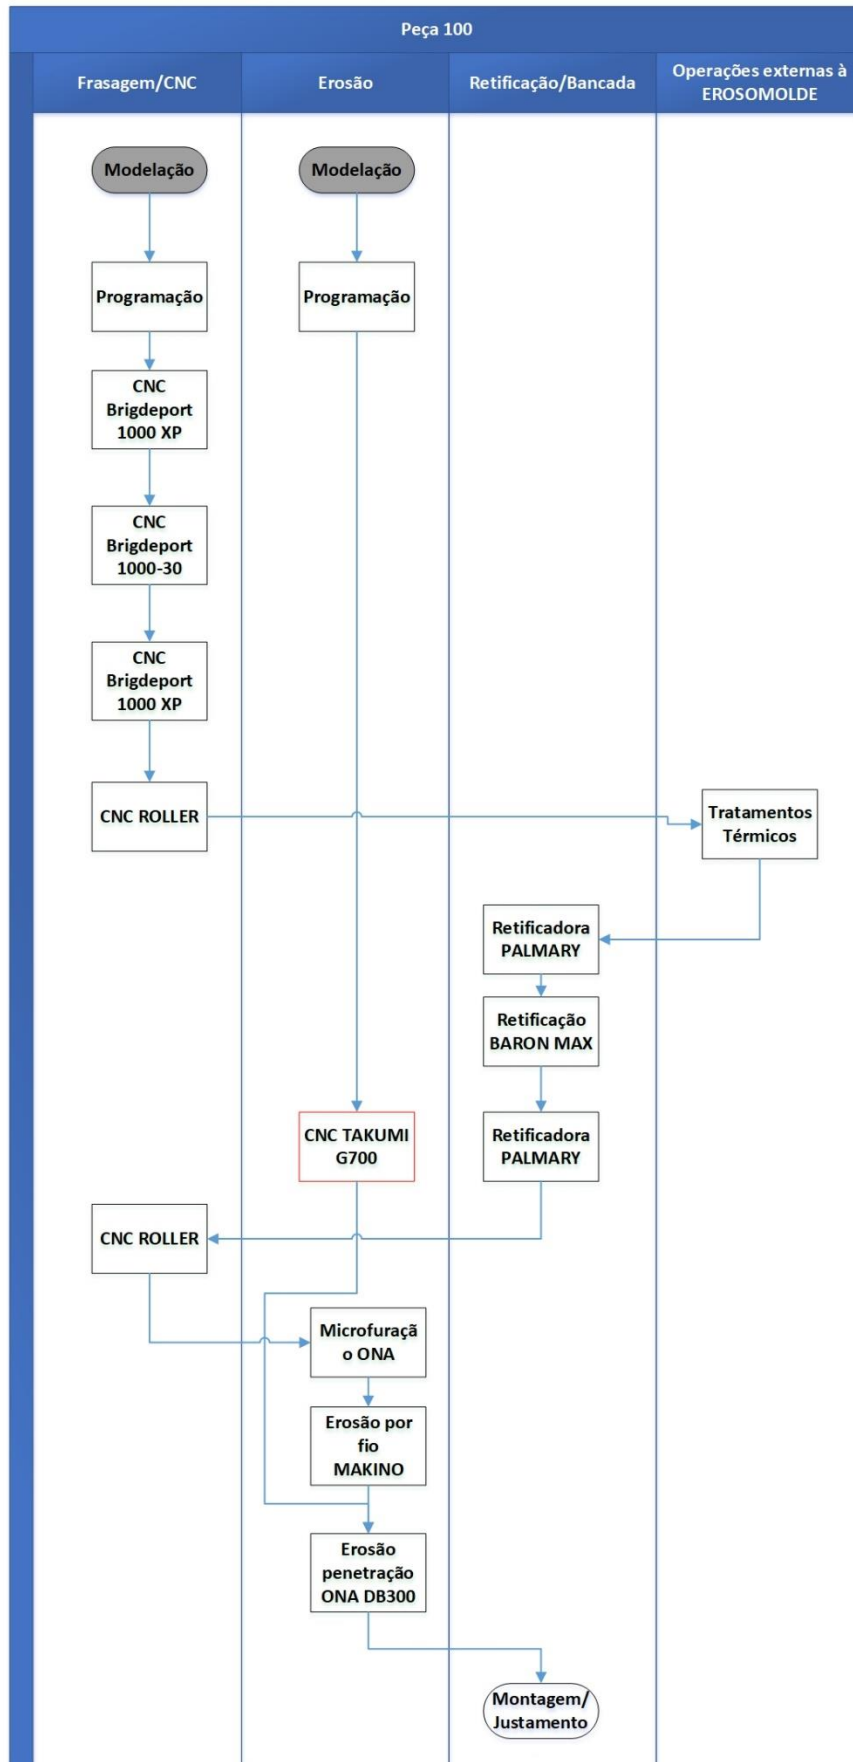 Peça 100
Frasagem/CNC
Erosão
Retificação/Bancada
Operações externas à
EROSOMOLDE
Modelação
Modelação
Programação
Programação
CNC
Brigdeport
1000 XP
CNC
Brigdeport
1000-30
CNC
Brigdeport
1000 XP
CNC ROLLER
Tratamentos
Térmicos
Retificadora
PALMARY
Retificação
BARON MAX
CNC TAKUMI
G700
Retificadora
PALMARY
CNC ROLLER
Microfuraçã
o ONA
Erosão por
fio
MAKINO
Erosão
penetração
ONA DB300
Montagem/
Justamento